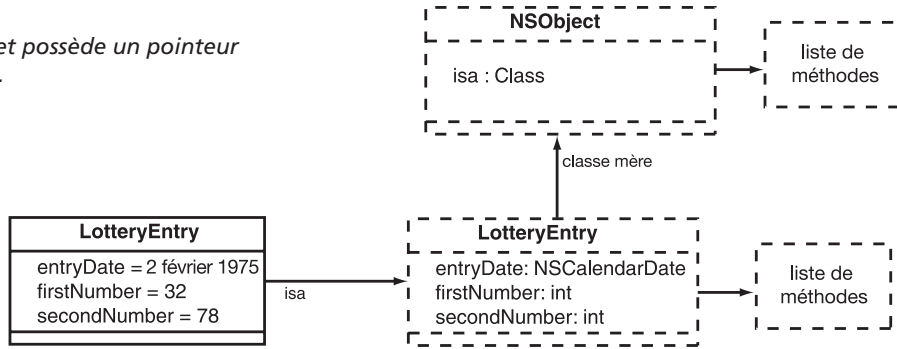 et possède un pointeur
.
NSObject
isa : Class
liste de
méthodes
classe mère
LotteryEntry
entryDate = 2 février 1975
firstNumber = 32
secondNumber = 78
isa
LotteryEntry
entryDate: NSCalendarDate
firstNumber: int
secondNumber: int
liste de
méthodes